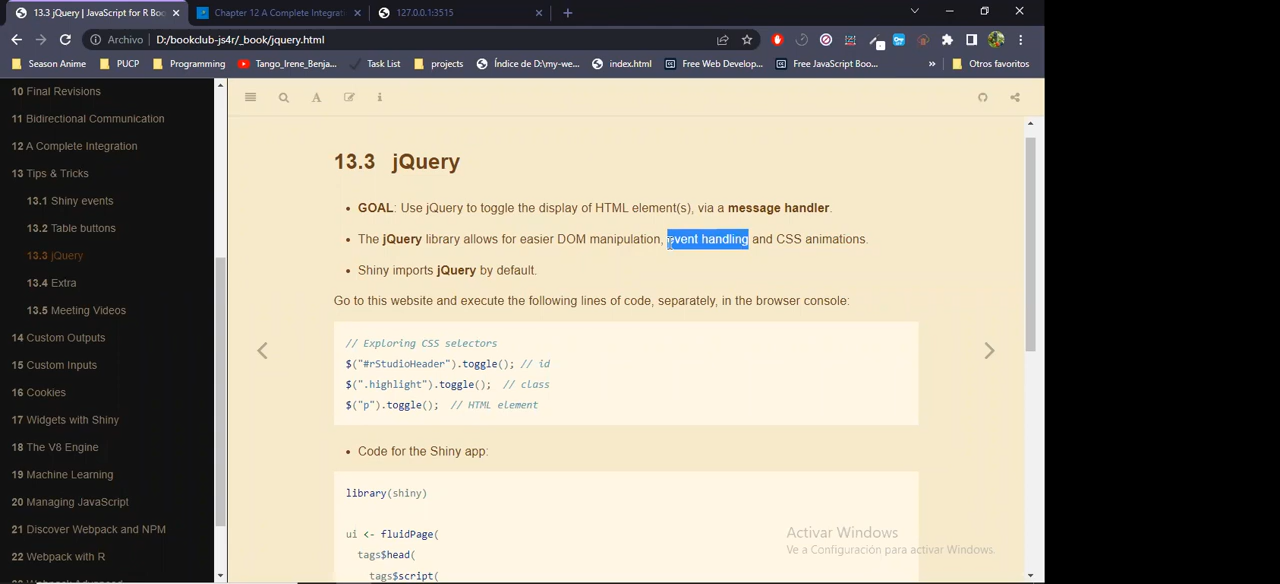 13.3 jQuery | JavaScript for R Boo
Chapter 12 A Complete Integrati
127.0.0.1:3515
Archivo D:/bookclub-js4r/_book/jquery.html
Season Anime PUCP Programming Tango_Irene_Benja... Task List projects Índice de D:\my-we... index.html Free Web Develop... Free JavaScript Boo... » Otros favoritos
10 Final Revisions
11 Bidirectional Communication
12 A Complete Integration
13 Tips & Tricks
13.1 Shiny events
13.2 Table buttons
13.3 jQuery
13.4 Extra
13.5 Meeting Videos
14 Custom Outputs
15 Custom Inputs
16 Cookies
17 Widgets with Shiny
18 The V8 Engine
19 Machine Learning
20 Managing JavaScript
21 Discover Webpack and NPM
22 Webpack with R
13.3 jQuery
• GOAL: Use jQuery to toggle the display of HTML element(s), via a message handler.
• The jQuery library allows for easier DOM manipulation, event handling and CSS animations.
• Shiny imports jQuery by default.
Go to this website and execute the following lines of code, separately, in the browser console:
// Exploring CSS selectors
$("#rStudioHeader").toggle(); // id
$(".highlight").toggle(); // class
$("p").toggle(); // HTML element
• Code for the Shiny app:
library(shiny)
ui <- fluidPage(
tags$head(
tags$script(
Activar Windows
Ve a Configuración para activar Windows.